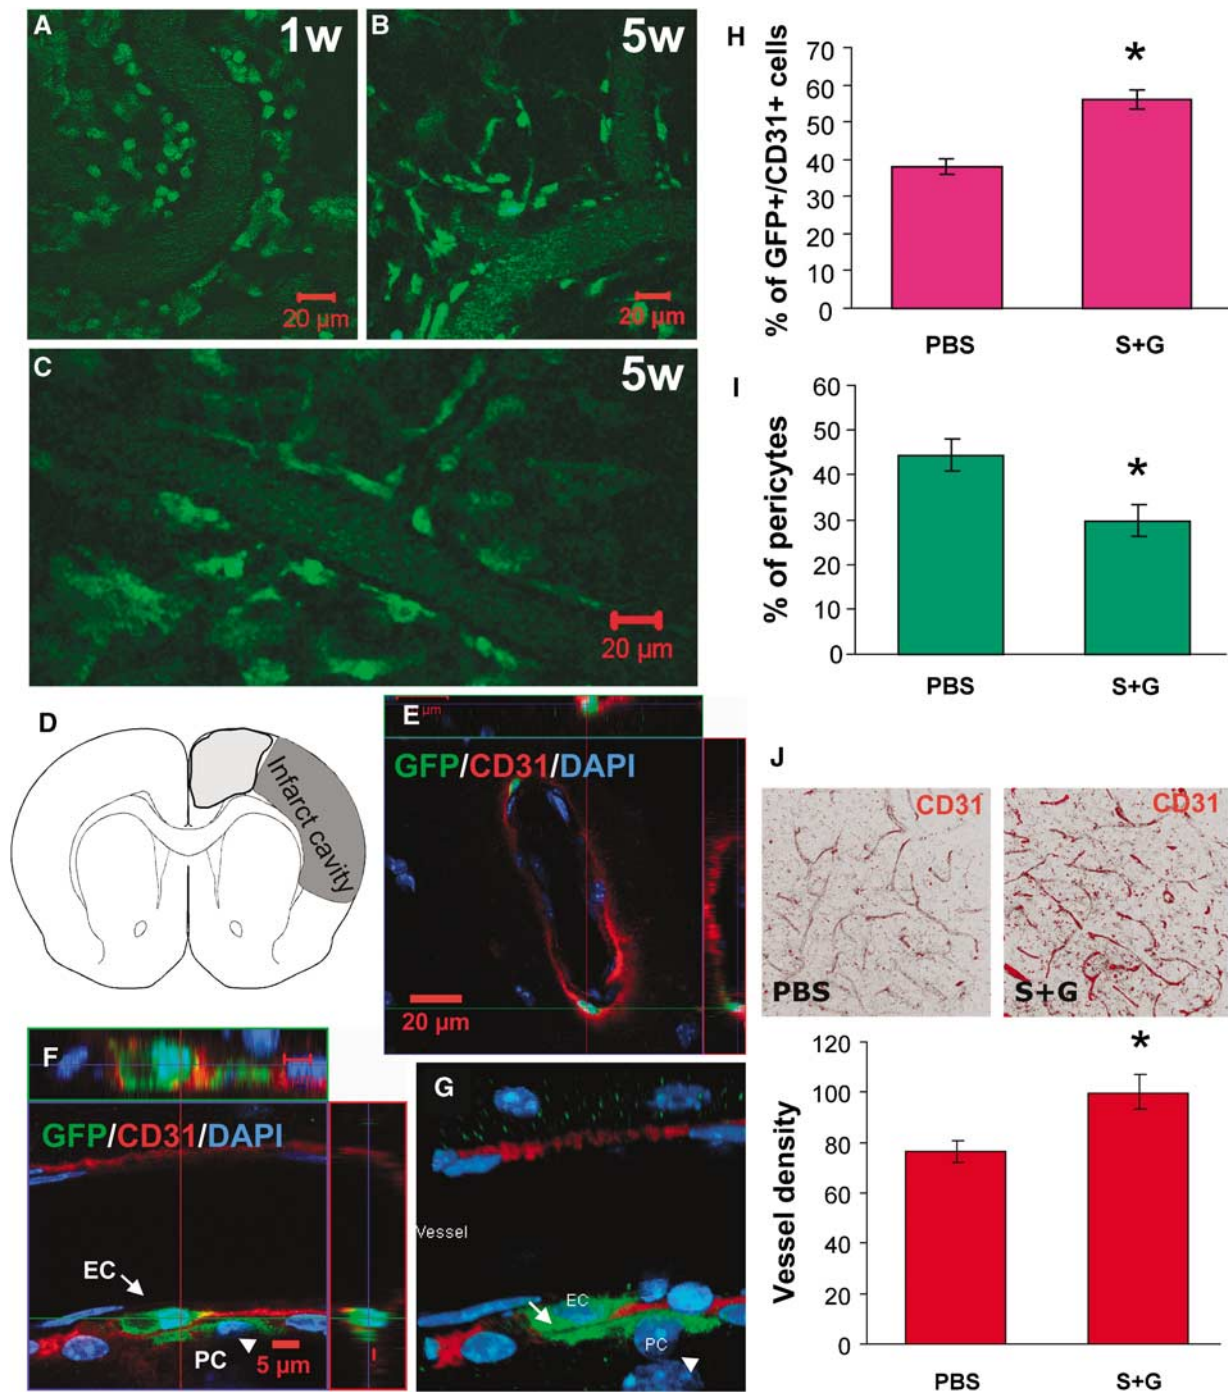 A
1w
20 µm
B
5w
20 µm
C
5w
20 µm
D
Infarct cavity
E
µm
GFP/CD31/DAPI
20 µm
F
GFP/CD31/DAPI
EC
PC
5 µm
G
Vessel
EC
PC
H
% of GFP+/CD31+ cells
70
60
50
40
30
20
10
0
*
PBS
S+G
I
% of pericytes
60
50
40
30
20
10
0
*
PBS
S+G
J
CD31
PBS
CD31
S+G
Vessel density
120
100
80
60
40
20
0
*
PBS
S+G